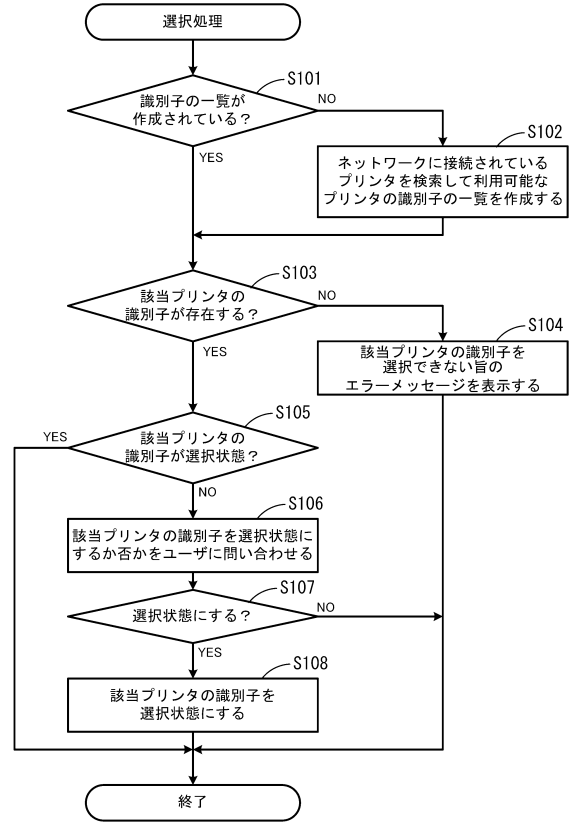 選択処理
S101
識別子の一覧が
作成されている？
NO
YES
S102
ネットワークに接続されている
プリンタを検索して利用可能な
プリンタの識別子の一覧を作成する
S103
該当プリンタの
識別子が存在する？
NO
YES
S104
該当プリンタの識別子を
選択できない旨の
エラーメッセージを表示する
S105
YES
該当プリンタの
識別子が選択状態？
NO
S106
該当プリンタの識別子を選択状態に
するか否かをユーザに問い合わせる
S107
選択状態にする？
NO
YES
S108
該当プリンタの識別子を
選択状態にする
終了